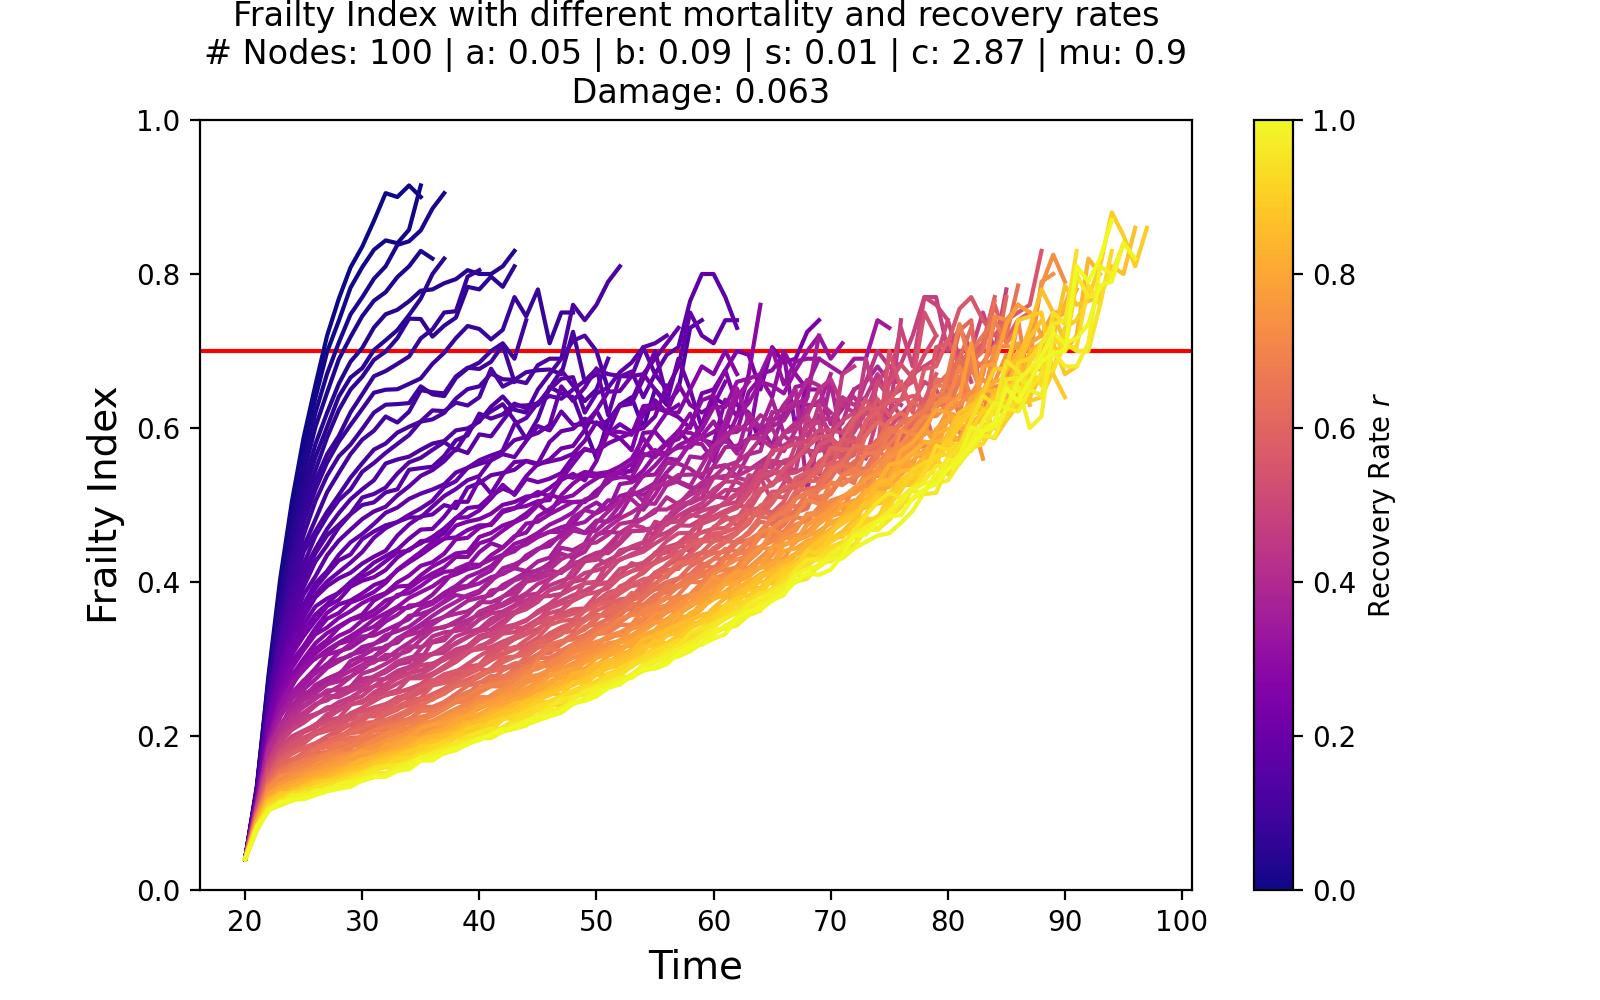 Frailty Index with different mortality and recovery rates
# Nodes: 100 | a: 0.05 | b: 0.09 | s: 0.01 | c: 2.87 | mu: 0.9
Damage: 0.063
1.0
0.8
0.6
0.4
0.2
0.0
Frailty Index
20 30 40 50 60 70 80 90 100
Time
1.0
0.8
0.6
0.4
0.2
0.0
Recovery Rate r